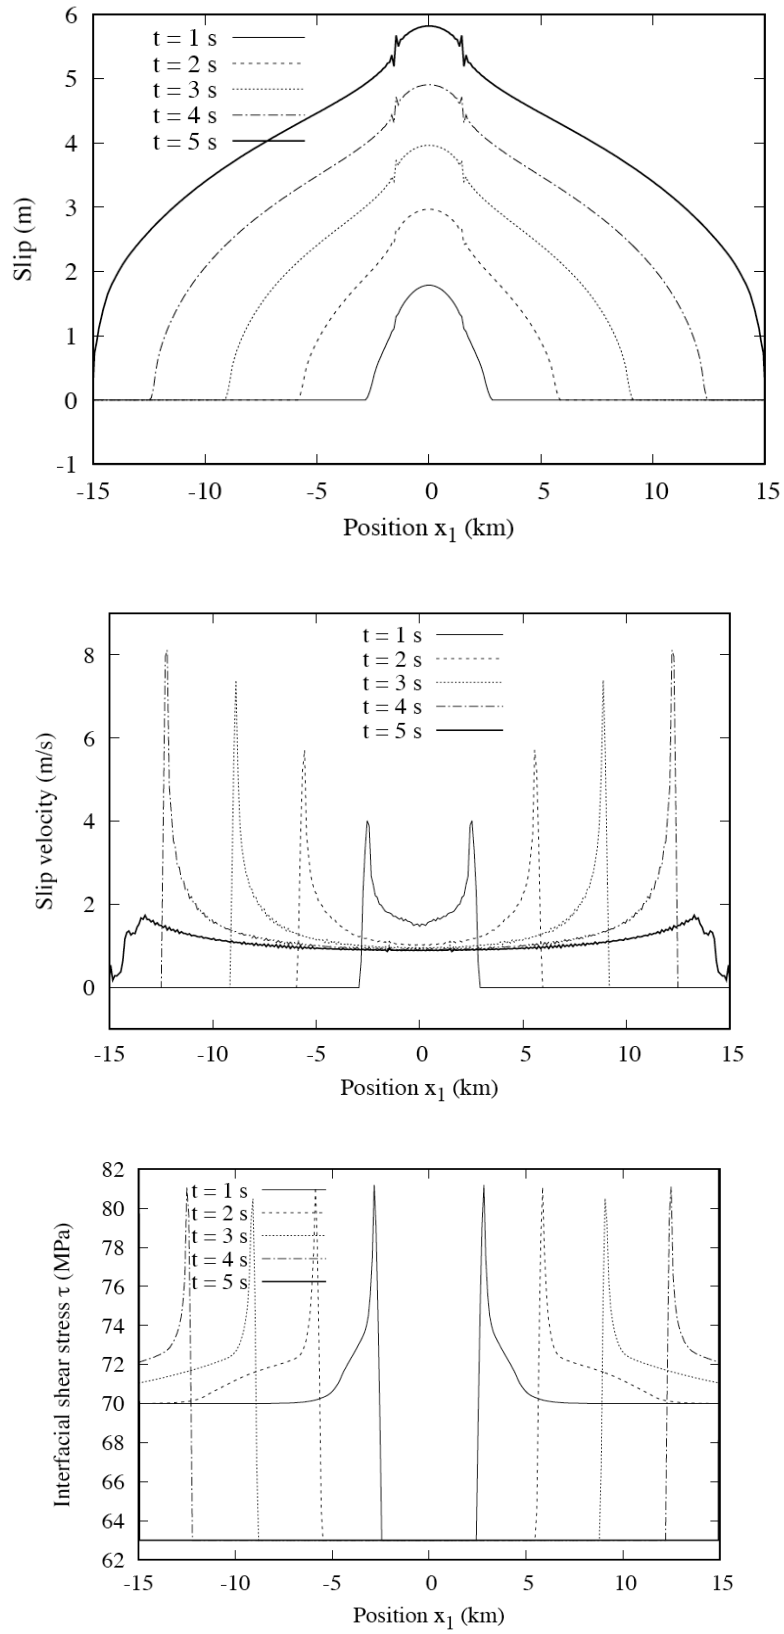 6
5
4
3
2
1
0
-1
Slip (m)
t = 1 s
t = 2 s
t = 3 s
t = 4 s
t = 5 s
-15 -10 -5 0 5 10 15
Position x1 (km)
8
6
4
2
0
Slip velocity (m/s)
t = 1 s
t = 2 s
t = 3 s
t = 4 s
t = 5 s
-15 -10 -5 0 5 10 15
Position x1 (km)
82
80
78
76
74
72
70
68
66
64
62
Interfacial shear stress τ (MPa)
t = 1 s
t = 2 s
t = 3 s
t = 4 s
t = 5 s
-15 -10 -5 0 5 10 15
Position x1 (km)